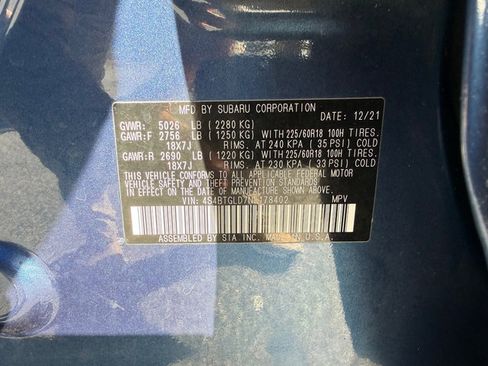 MFD BY SUBARU CORPORATION
DATE: 12/21
GVWR: 5026 LB (2280 KG)
GAWR:F 2756 LB (1250 KG) WITH 225/60R18 100H TIRES.
18X7J RIMS. AT 240 KPA (35 PSI) COLD
GAWR:R 2690 LB (1220 KG) WITH 225/60R18 100H TIRES.
18X7J RIMS. AT 230 KPA (33 PSI) COLD
THIS VEHICLE CONFORMS TO ALL APPLICABLE FEDERAL MOTOR
VEHICLE SAFETY AND THEFT PREVENTION STANDARDS
IN EFFECT ON THE DATE OF MANUFACTURE SHOWN ABOVE.
VIN: MPV
ASSEMBLED BY SIA INC. MADE IN U.S.A.